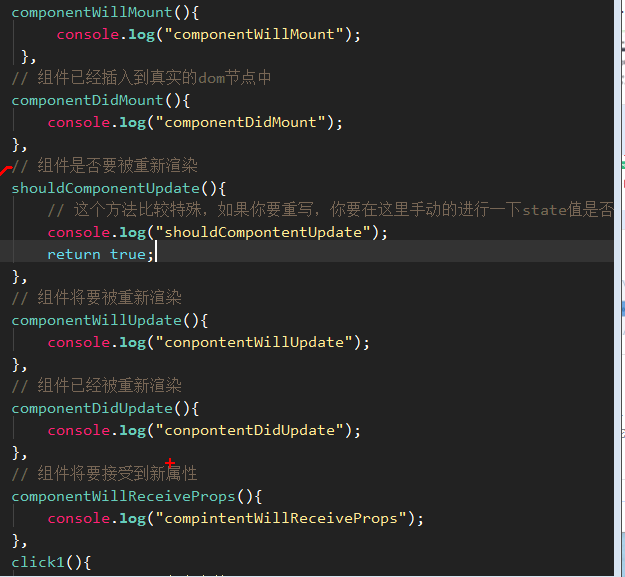 componentWillMount(){
console.log("componentWillMount");
},
// 组件已经插入到真实的dom节点中
componentDidMount(){
console.log("componentDidMount");
},
// 组件是否要被重新渲染
shouldComponentUpdate(){
// 这个方法比较特殊，如果你要重写，你要在这里手动的进行一下state值是否
console.log("shouldCompontentUpdate");
return true;
},
// 组件将要被重新渲染
componentWillUpdate(){
console.log("conpontentWillUpdate");
},
// 组件已经被重新渲染
componentDidUpdate(){
console.log("conpontentDidUpdate");
},
// 组件将要接受到新属性
componentWillReceiveProps(){
console.log("compintentWillReceiveProps");
},
click1(){